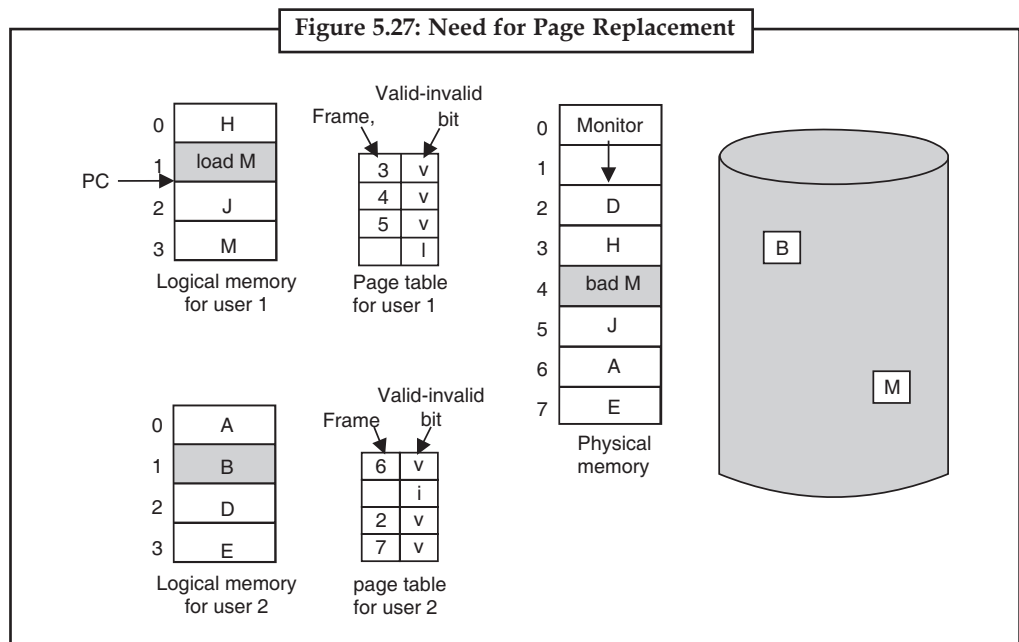 Figure 5.27: Need for Page Replacement
0 H
1 load M
PC
2 J
3 M
Logical memory
for user 1
Valid-invalid
Frame, bit
3 v
4 v
5 v
l
Page table
for user 1
0 A
1 B
2 D
3 E
Logical memory
for user 2
Valid-invalid
Frame bit
6 v
i
2 v
7 v
page table
for user 2
0 Monitor
1
2 D
3 H
4 bad M
5 J
6 A
7 E
Physical
memory
B
M